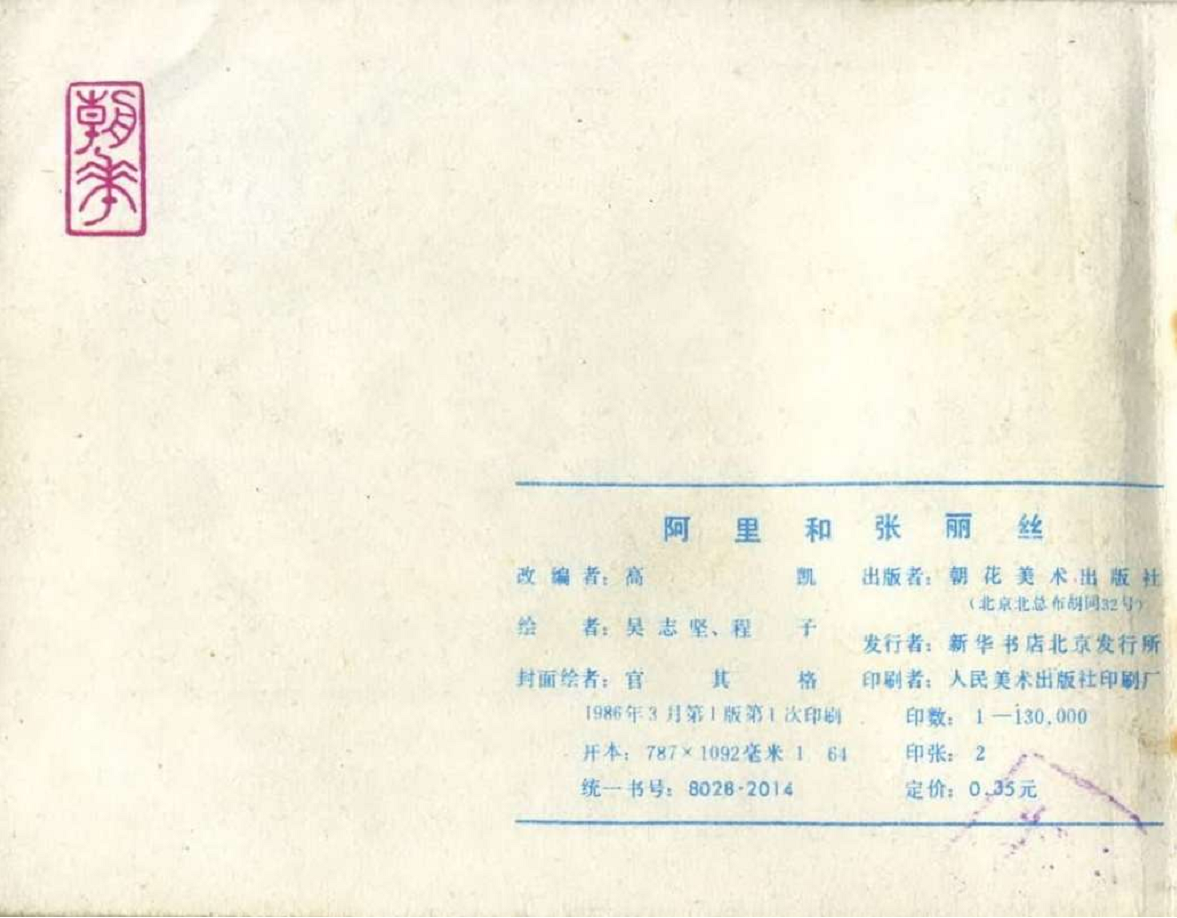 朝花
阿里和张丽丝
改编者：高凯 出版者：朝花美术出版社
（北京北总布胡同32号）
绘者：吴志坚、程子
发行者：新华书店北京发行所
封面绘者：官其格 印刷者：人民美术出版社印刷厂
1986年3月第1版第1次印刷 印数：1—130,000
开本：787×1092毫米 1 64 印张：2
统一书号：8028·2014 定价：0.35元